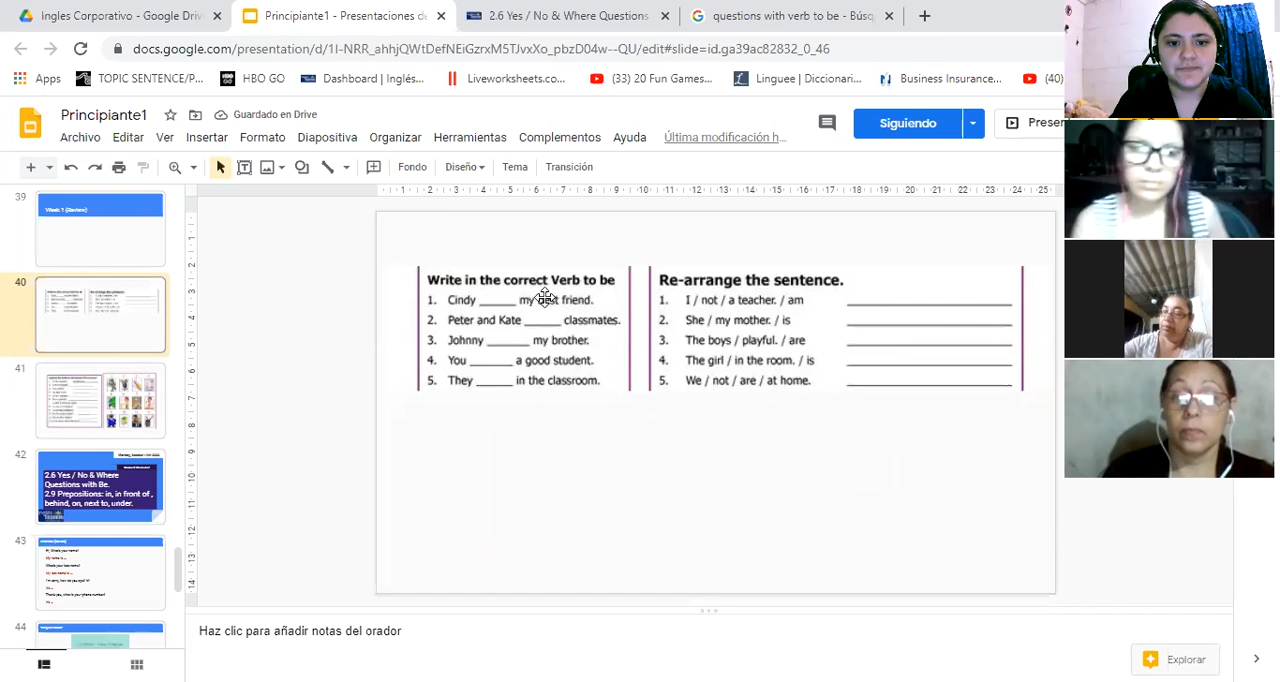 Ingles Corporativo - Google Driv
Principiante1 - Presentaciones de
2.6 Yes / No & Where Questions
questions with verb to be - Búsq
docs.google.com/presentation/d/1I-NRR_ahhjQWtDefNEiGzrxM5TJvxXo_pbzD04w--QU/edit#slide=id.ga39ac82832_0_46
Apps
TOPIC SENTENCE/P...
HBO GO
Dashboard | Inglés...
Liveworksheets.co...
(33) 20 Fun Games...
Linguee | Diccionari...
Business Insurance...
(40)
Principiante1
Guardado en Drive
Archivo Editar Ver Insertar Formato Diapositiva Organizar Herramientas Complementos Ayuda Última modificación h...
Siguiendo
Presen
Fondo Diseño Tema Transición
39
Week 1 (Review)
40
41
42
2.6 Yes / No & Where
Questions with Be.
2.9 Prepositions: in, in front of ,
behind, on, next to, under.
43
44
Write in the correct Verb to be
1. Cindy ______ my friend.
2. Peter and Kate ______ classmates.
3. Johnny _______ my brother.
4. You _______ a good student.
5. They ______ in the classroom.
Re-arrange the sentence.
1. I / not / a teacher. / am
2. She / my mother. / is
3. The boys / playful. / are
4. The girl / in the room. / is
5. We / not / are / at home.
Haz clic para añadir notas del orador
Explorar